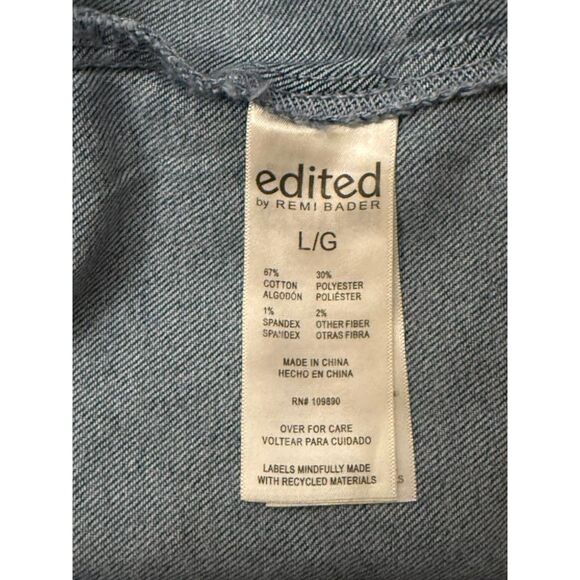 edited
by REMI BADER
L/G
67% 30%
COTTON POLYESTER
ALGODÓN POLIÉSTER
1% 2%
SPANDEX OTHER FIBER
SPANDEX OTRAS FIBRA
MADE IN CHINA
HECHO EN CHINA
RN# 109890
OVER FOR CARE
VOLTEAR PARA CUIDADO
LABELS MINDFULLY MADE
WITH RECYCLED MATERIALS